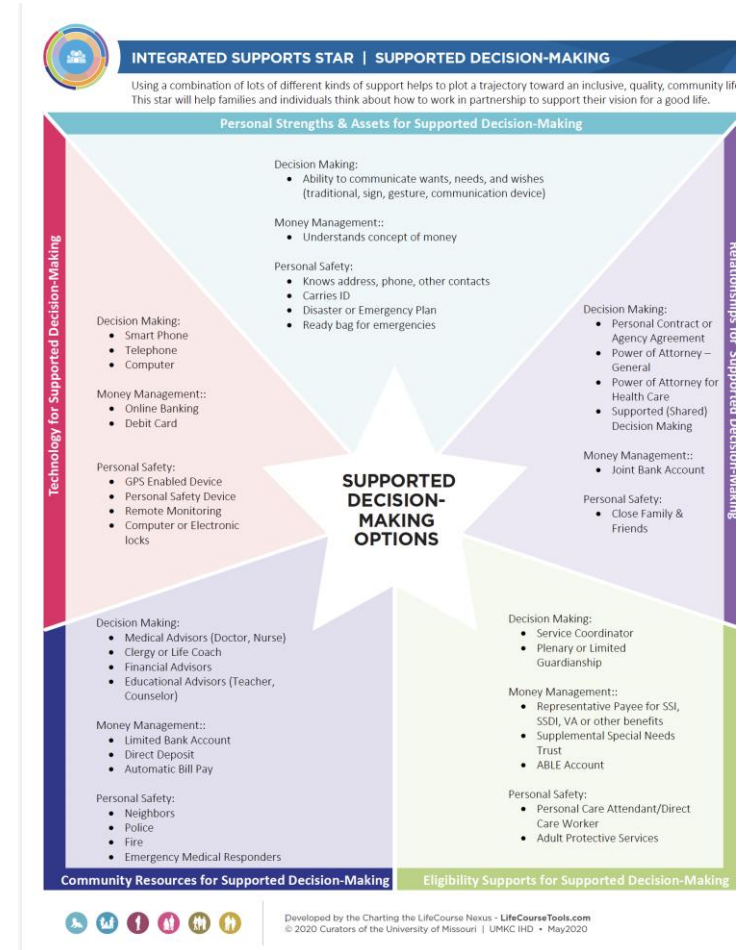 INTEGRATED SUPPORTS STAR | SUPPORTED DECISION-MAKING
Using a combination of lots of different kinds of support helps to plot a trajectory toward an inclusive, quality, community
This star will help families and individuals think about how to work in partnership to support their vision for a good life.
Personal Strengths & Assets for Supported Decision-Making
Decision Making:
• Ability to communicate wants, needs, and wishes
(traditional, sign, gesture, communication device)
Money Management::
• Understands concept of money
Personal Safety:
• Knows address, phone, other contacts
• Carries ID
• Disaster or Emergency Plan
• Ready bag for emergencies
Technology for Supported Decision-Making
Decision Making:
• Smart Phone
• Telephone
• Computer
Money Management::
• Online Banking
• Debit Card
Personal Safety:
• GPS Enabled Device
• Personal Safety Device
• Remote Monitoring
• Computer or Electronic
locks
SUPPORTED
DECISION-
MAKING
OPTIONS
Relationships for Supported Decision-Making
Decision Making:
• Personal Contract or
Agency Agreement
• Power of Attorney –
General
• Power of Attorney for
Health Care
• Supported (Shared)
Decision Making
Money Management::
• Joint Bank Account
Personal Safety:
• Close Family &
Friends
Decision Making:
• Medical Advisors (Doctor, Nurse)
• Clergy or Life Coach
• Financial Advisors
• Educational Advisors (Teacher,
Counselor)
Money Management::
• Limited Bank Account
• Direct Deposit
• Automatic Bill Pay
Personal Safety:
• Neighbors
• Police
• Fire
• Emergency Medical Responders
Community Resources for Supported Decision-Making
Decision Making:
• Service Coordinator
• Plenary or Limited
Guardianship
Money Management::
• Representative Payee for SSI,
SSDI, VA or other benefits
• Supplemental Special Needs
Trust
• ABLE Account
Personal Safety:
• Personal Care Attendant/Direct
Care Worker
• Adult Protective Services
Eligibility Supports for Supported Decision-Making
Developed by the Charting the LifeCourse Nexus - LifeCourseTools.com
© 2020 Curators of the University of Missouri | UMKC IHD • May2020